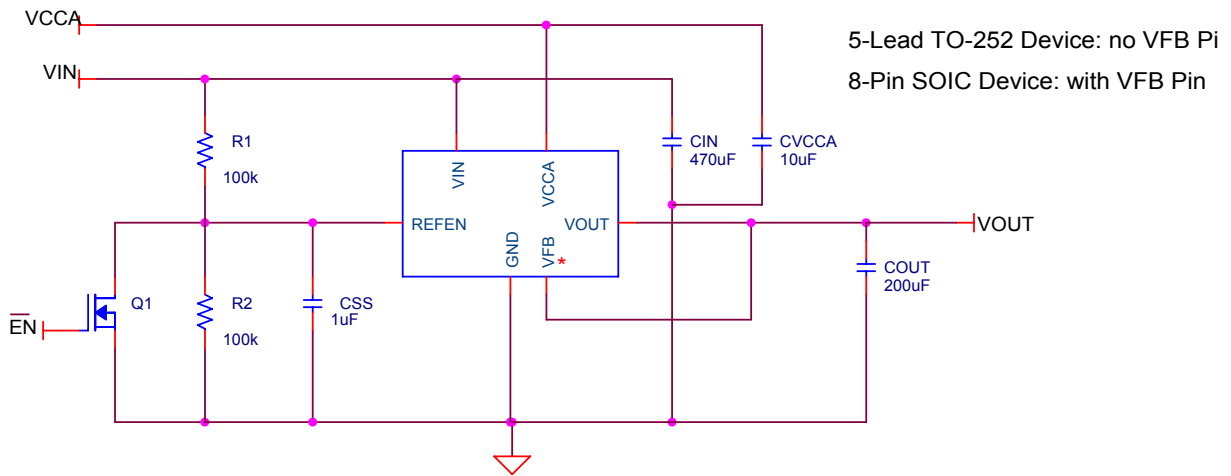 VCCA
5-Lead TO-252 Device: no VFB Pi
VIN
8-Pin SOIC Device: with VFB Pin
R1
100k
CIN
470uF
CVCCA
10uF
VIN
VCCA
REFEN
VOUT
GND
VFB *
VOUT
COUT
200uF
EN
Q1
R2
100k
CSS
1uF